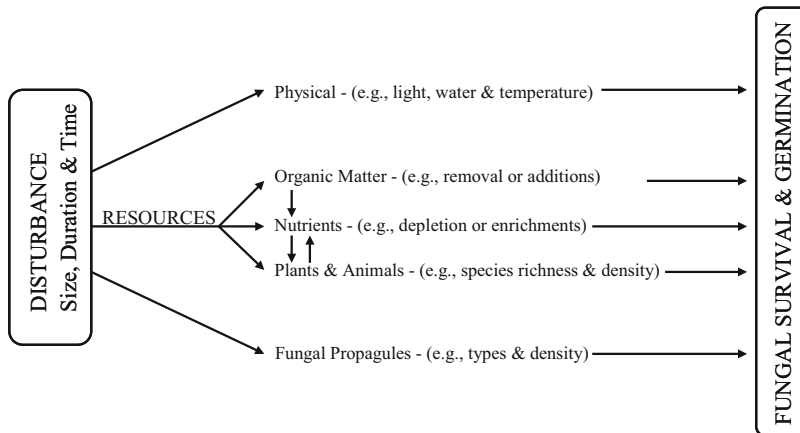 DISTURBANCE
Size, Duration & Time
RESOURCES
Physical - (e.g., light, water & temperature)
Organic Matter - (e.g., removal or additions)
Nutrients - (e.g., depletion or enrichments)
Plants & Animals - (e.g., species richness & density)
Fungal Propagules - (e.g., types & density)
FUNGAL SURVIVAL & GERMINATION